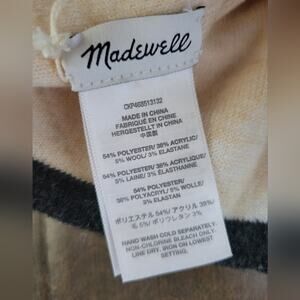 Madewell
CKP468513132
MADE IN CHINA
FABRIQUÉ EN CHINE
HERGESTELLT IN CHINA
中国製
54% POLYESTER/ 38% ACRYLIC/
5% WOOL/ 3% ELASTANE
54% POLYESTER/ 38% ACRYLIQUE/
5% LAINE/ 3% ÉLASTHANNE
54% POLYESTER/
38% POLYACRYL/ 5% WOLLE/
3% ELASTAN
ポリエステル 54%/ アクリル 38%/
毛 5%/ ポリウレタン 3%
HAND WASH COLD SEPARATELY.
NON-CHLORINE BLEACH ONLY.
LINE DRY. IRON ON LOWEST
SETTING.